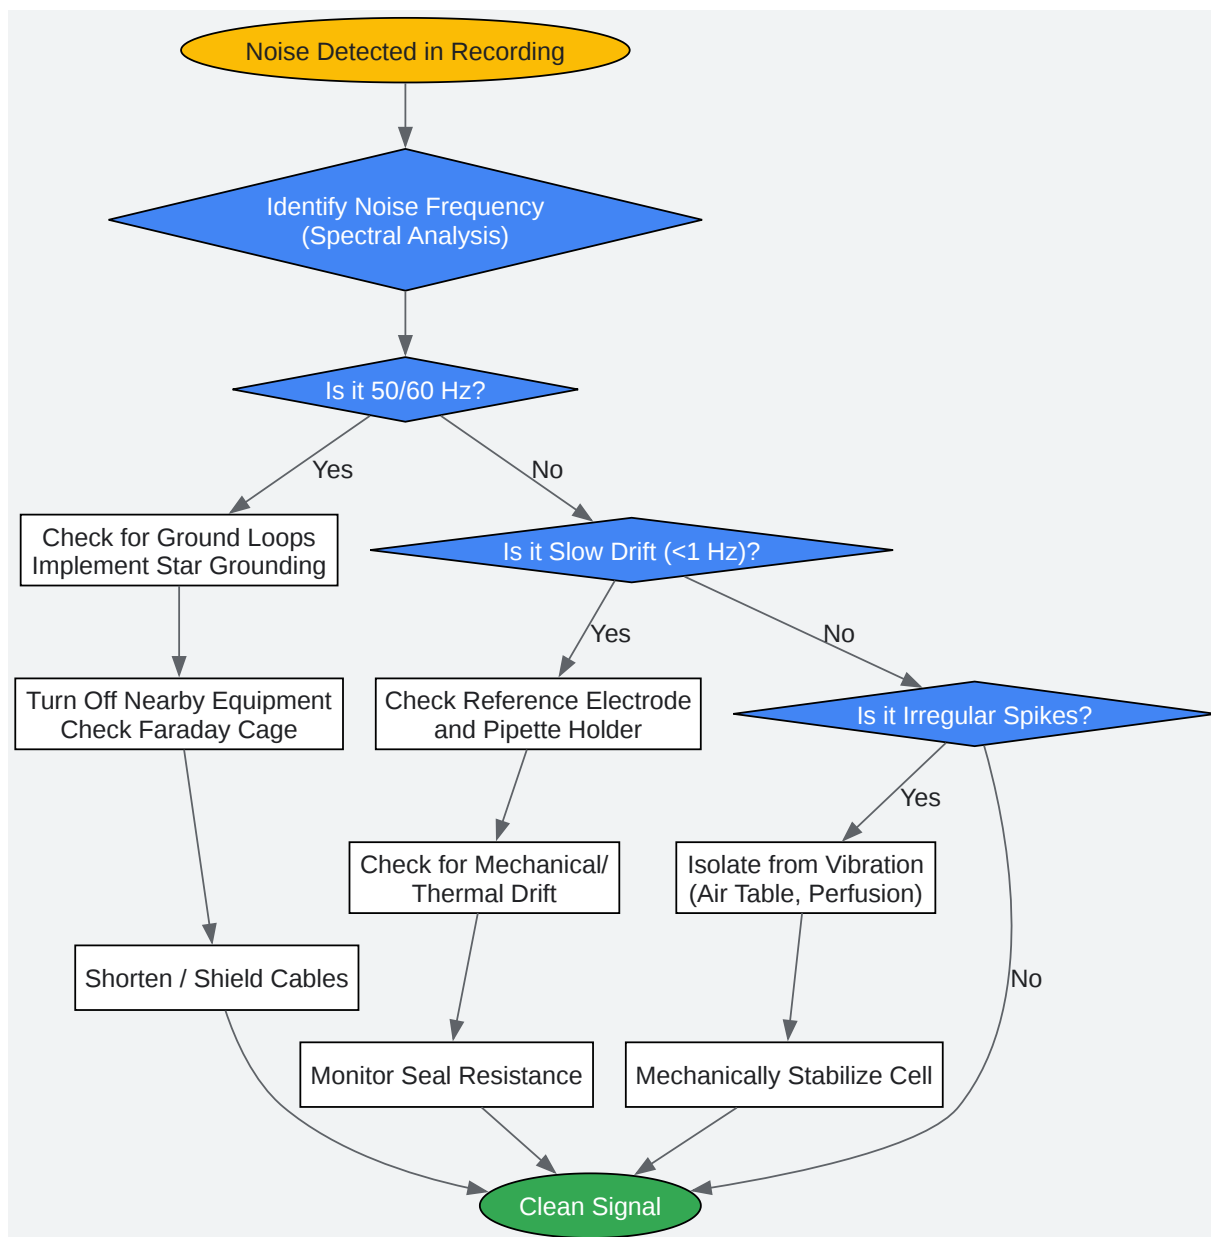 Noise Detected in Recording
Identify Noise Frequency
(Spectral Analysis)
Is it 50/60 Hz?
Yes
No
Check for Ground Loops
Implement Star Grounding
Is it Slow Drift (<1 Hz)?
Yes
No
Turn Off Nearby Equipment
Check Faraday Cage
Check Reference Electrode
and Pipette Holder
Is it Irregular Spikes?
Yes
Check for Mechanical/
Thermal Drift
Isolate from Vibration
(Air Table, Perfusion)
Shorten / Shield Cables
No
Monitor Seal Resistance
Mechanically Stabilize Cell
Clean Signal